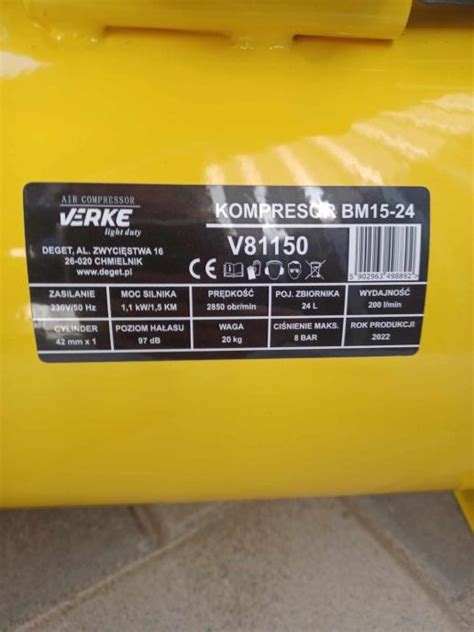 AIR COMPRESSOR
VERKE
light duty
DEGET, AL. ZWYCIĘSTWA 16
26-020 CHMIELNIK
www.deget.pl
KOMPRESOR BM15-24
V81150
CE
5 902963 498892 >
ZASILANIE MOC SILNIKA PRĘDKOŚĆ POJ. ZBIORNIKA WYDAJNOŚĆ
230V/50 Hz 1,1 kW/1,5 KM 2850 obr/min 24 L 200 l/min
CYLINDER POZIOM HAŁASU WAGA CIŚNIENIE MAKS. ROK PRODUKCJI
42 mm x 1 97 dB 20kg 8 BAR 2022